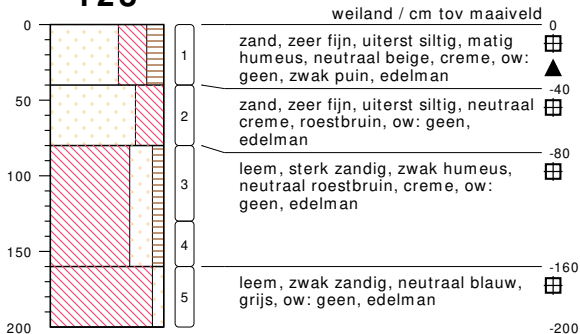 weiland / cm tov maaiveld
0
0
zand, zeer fijn, uiterst siltig, matig
humeus, neutraal beige, creme, ow:
geen, zwak puin, edelman
1
-40
50
zand, zeer fijn, uiterst siltig, neutraal
creme, roestbruin, ow: geen,
edelman
2
-80
leem, sterk zandig, zwak humeus,
neutraal roestbruin, creme, ow:
geen, edelman
100
3
150
4
-160
leem, zwak zandig, neutraal blauw,
grijs, ow: geen, edelman
5
200
-200